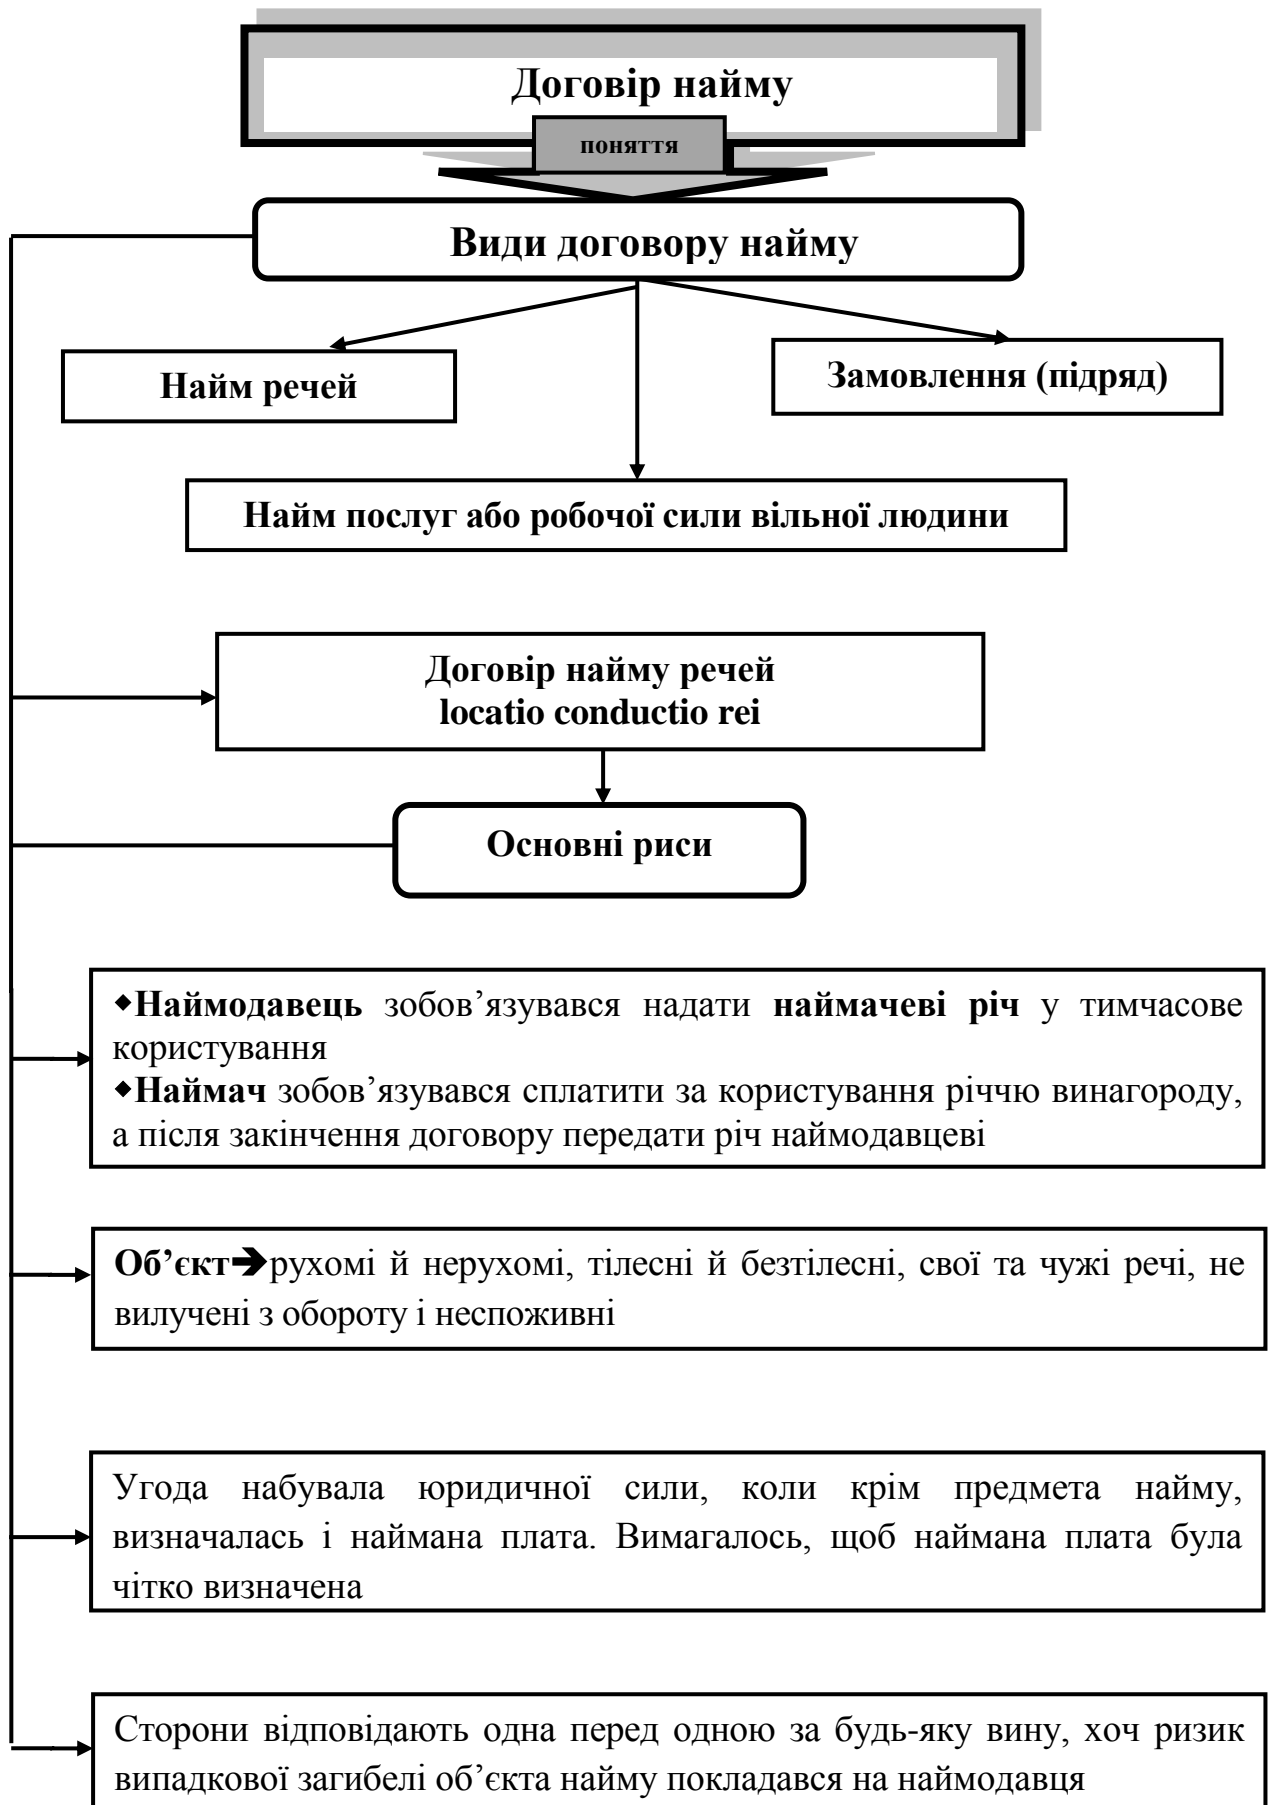 Договір найму
поняття
Види договору найму
Найм речей
Замовлення (підряд)
Найм послуг або робочої сили вільної людини
Договір найму речей
locatio conductio rei
Основні риси
◆Наймодавець зобов’язувався надати наймачеві річ у тимчасове
користування
◆Наймач зобов’язувався сплатити за користування річчю винагороду,
а після закінчення договору передати річ наймодавцеві
Об’єкт➔рухомі й нерухомі, тілесні й безтілесні, свої та чужі речі, не
вилучені з обороту і неспоживні
Угода набувала юридичної сили, коли крім предмета найму,
визначалась і наймана плата. Вимагалось, щоб наймана плата була
чітко визначена
Сторони відповідають одна перед одною за будь-яку вину, хоч ризик
випадкової загибелі об’єкта найму покладався на наймодавця